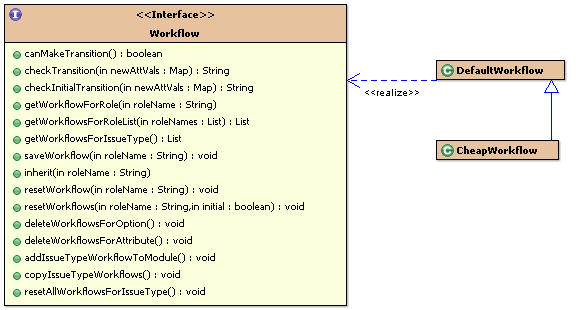 <<Interface>>
Workflow
canMakeTransition() : boolean
checkTransition(in newAttVals : Map) : String
checkInitialTransition(in newAttVals : Map) : String
getWorkflowForRole(in roleName : String)
getWorkflowsForRoleList(in roleNames : List) : List
getWorkflowsForIssueType() : List
saveWorkflow(in roleName : String) : void
inherit(in roleName : String)
resetWorkflow(in roleName : String) : void
resetWorkflows(in roleName : String,in initial : boolean) : void
deleteWorkflowsForOption() : void
deleteWorkflowsForAttribute() : void
addIssueTypeWorkflowToModule() : void
copyIssueTypeWorkflows() : void
resetAllWorkflowsForIssueType() : void
<<realize>>
DefaultWorkflow
CheapWorkflow